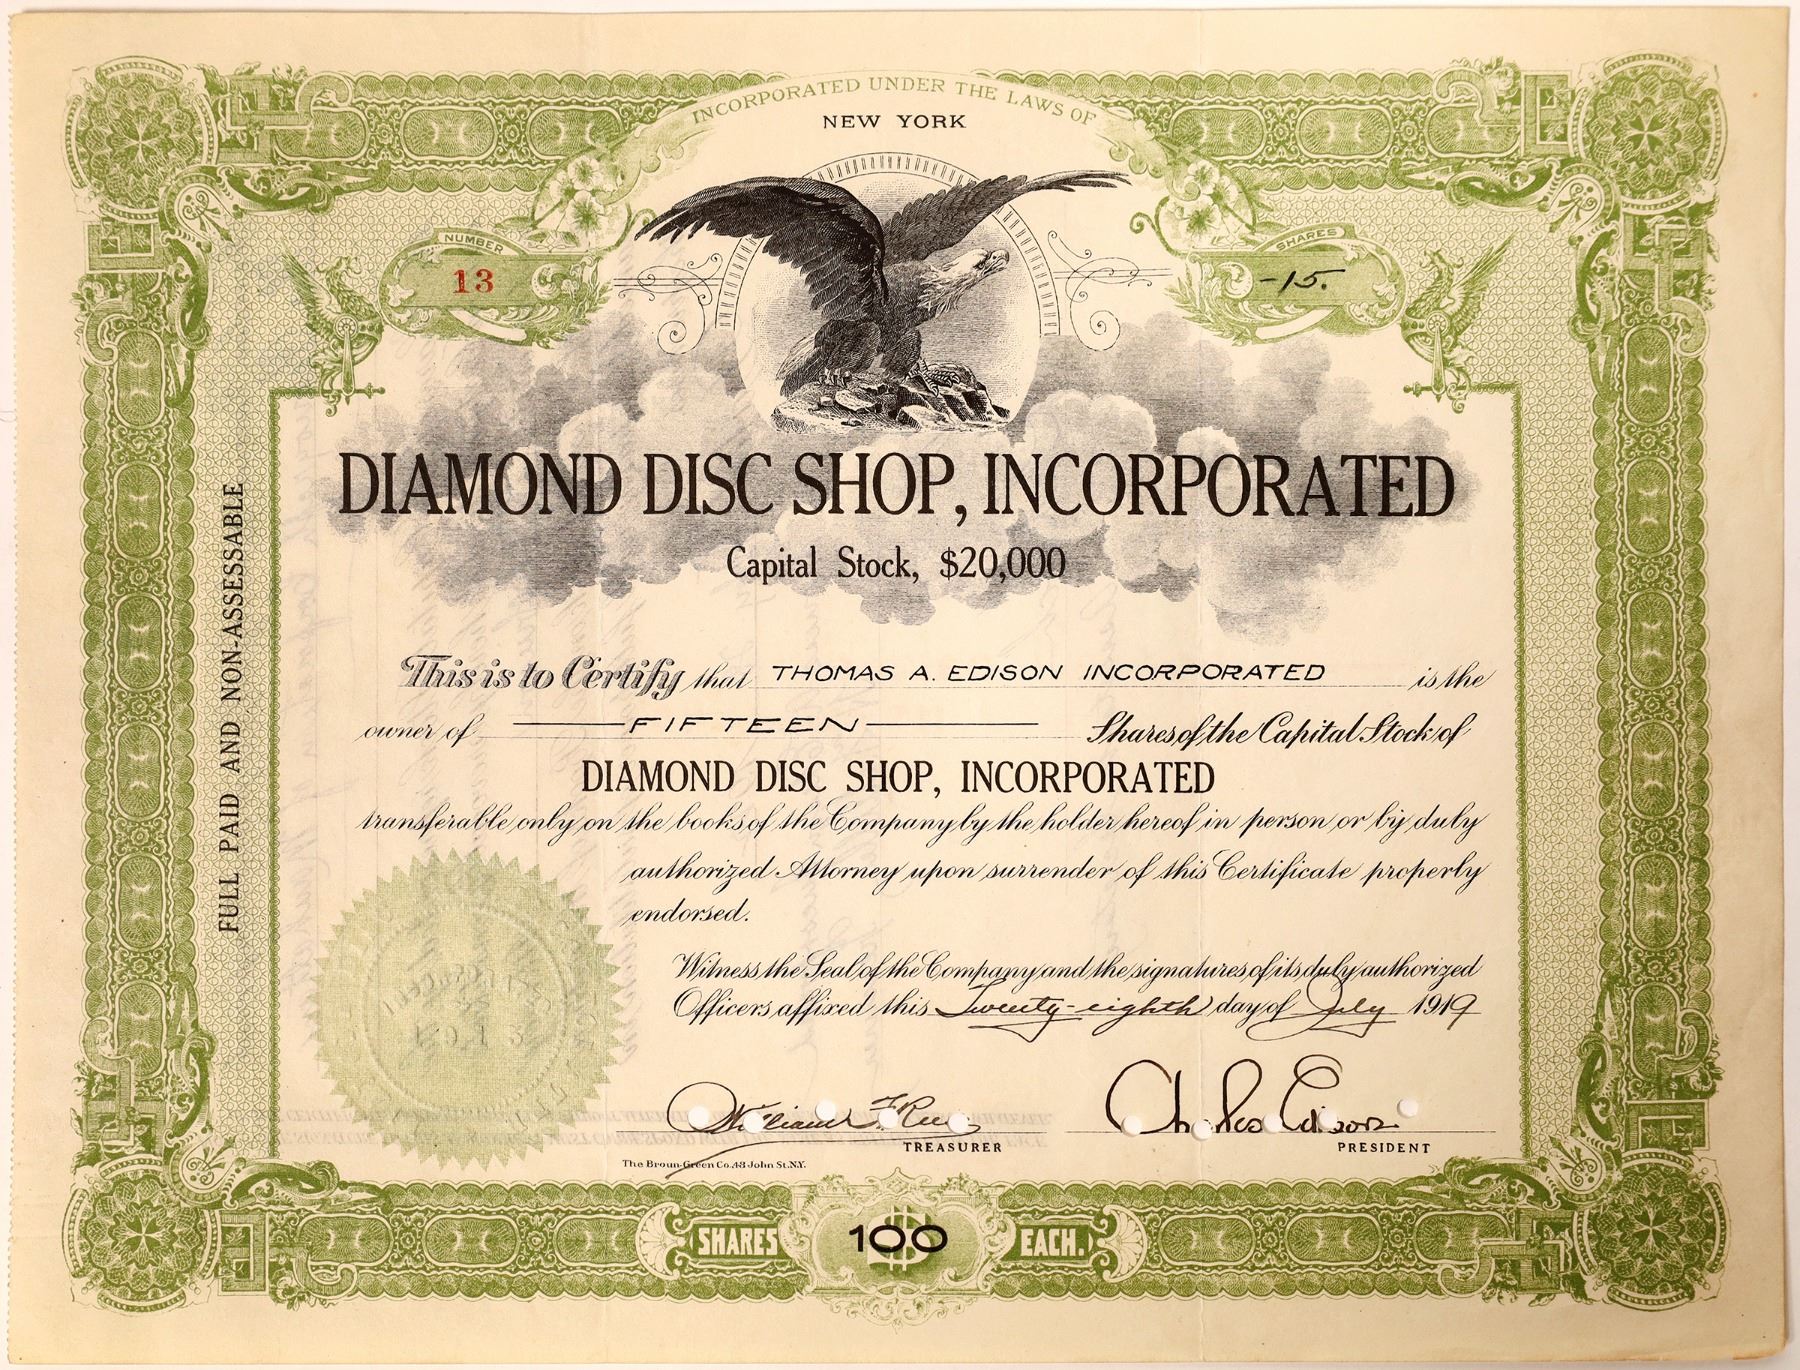 INCORPORATED UNDER THE LAWS OF
NEW YORK
NUMBER
13
SHARES
-15.
DIAMOND DISC SHOP, INCORPORATED
Capital Stock, $20,000
FULL PAID AND NON-ASSESSABLE
This is to Certify that THOMAS A. EDISON INCORPORATED is the
owner of FIFTEEN Shares of the Capital Stock of
DIAMOND DISC SHOP, INCORPORATED
transferable only on the books of the Company by the holder hereof in person or by duly
authorized Attorney upon surrender of this Certificate properly
endorsed.
Witness the Seal of the Company and the signatures of its duly authorized
Officers affixed this Twenty-eighth day of July 1919
William Charles Edison
TREASURER PRESIDENT
The Broun-Green Co. 48 John St. N.Y.
SHARES $100 EACH.